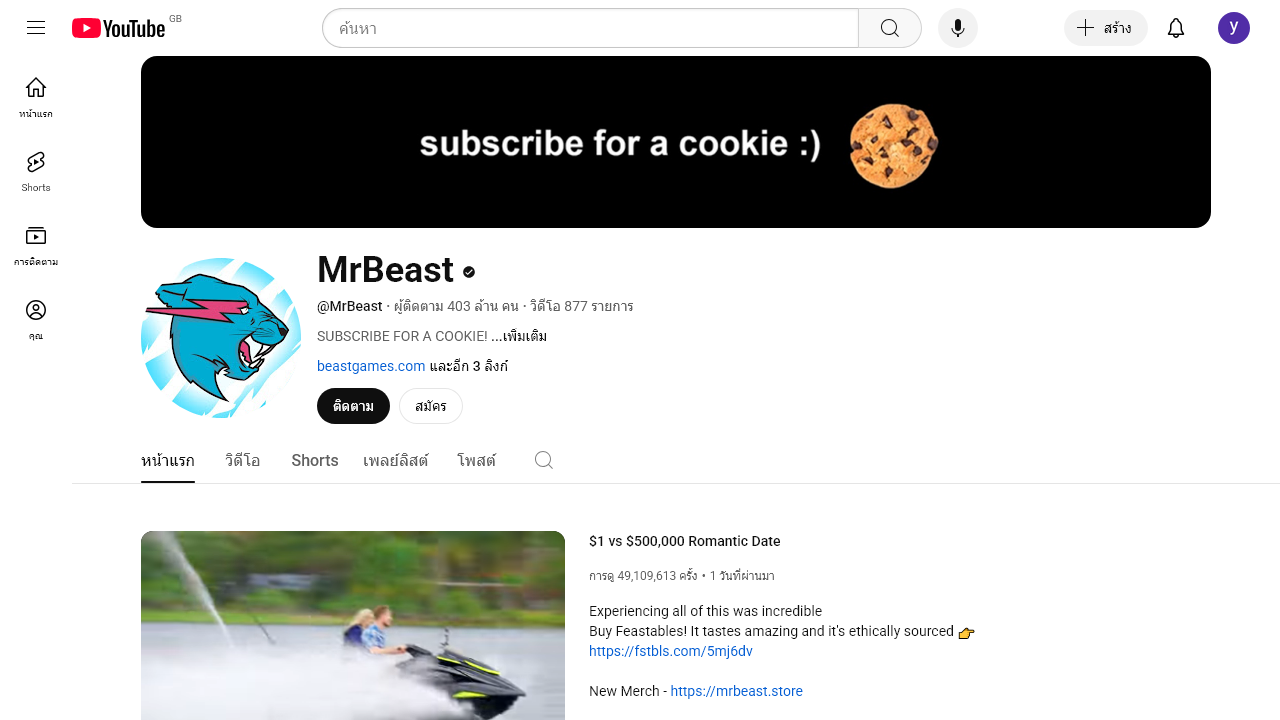 YouTube GB
ค้นหา
สร้าง
y
หน้าแรก
Shorts
การติดตาม
คุณ
subscribe for a cookie :)
MrBeast
@MrBeast · ผู้ติดตาม 403 ล้าน คน · วิดีโอ 877 รายการ
SUBSCRIBE FOR A COOKIE! ...เพิ่มเติม
beastgames.com และอีก 3 ลิงก์
ติดตาม
สมัคร
หน้าแรก วิดีโอ Shorts เพลย์ลิสต์ โพสต์
$1 vs $500,000 Romantic Date
การดู 49,109,613 ครั้ง • 1 วันที่ผ่านมา
Experiencing all of this was incredible
Buy Feastables! It tastes amazing and it's ethically sourced 👉
https://fstbls.com/5mj6dv
New Merch - https://mrbeast.store